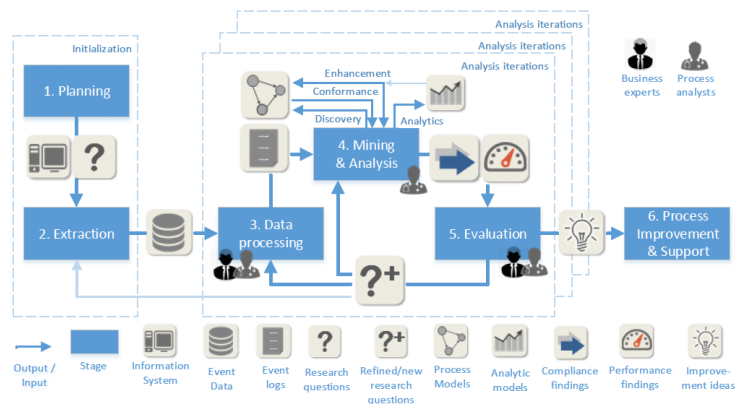 Analysis iterations
Analysis iterations
Analysis iterations
Initialization
1. Planning
Enhancement
Conformance
Discovery
Analytics
Business
experts
Process
analysts
?
4. Mining
& Analysis
2. Extraction
3. Data
processing
5. Evaluation
6. Process
Improvement
& Support
?+
?
?+
Output /
Input
Stage
Information
System
Event
Data
Event
logs
Research
questions
Refined/new
research
questions
Process
Models
Analytic
models
Compliance
findings
Performance
findings
Improve-
ment ideas